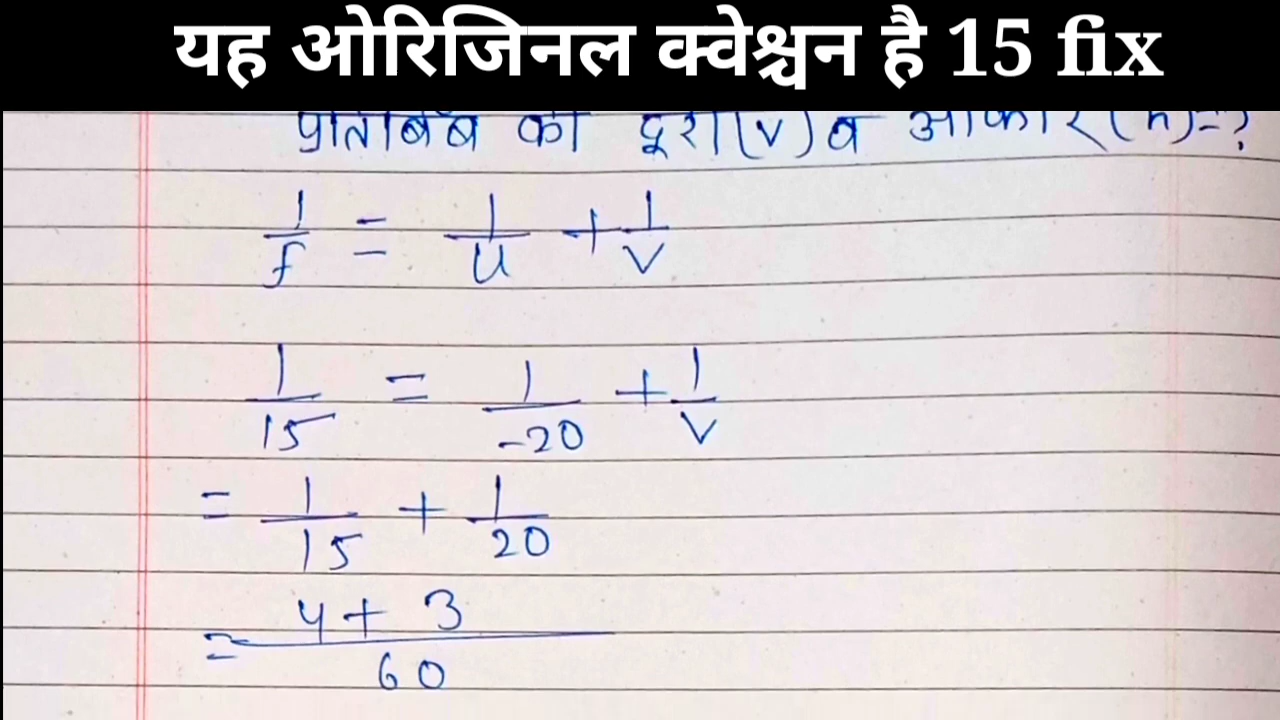 यह ओरिजिनल क्वेश्चन है 15 fix
प्रतिबिंब की दूरी (v) व आकार (h) = ?
1/f = 1/u + 1/v
1/15 = 1/-20 + 1/v
= 1/15 + 1/20
= 4 + 3 / 60